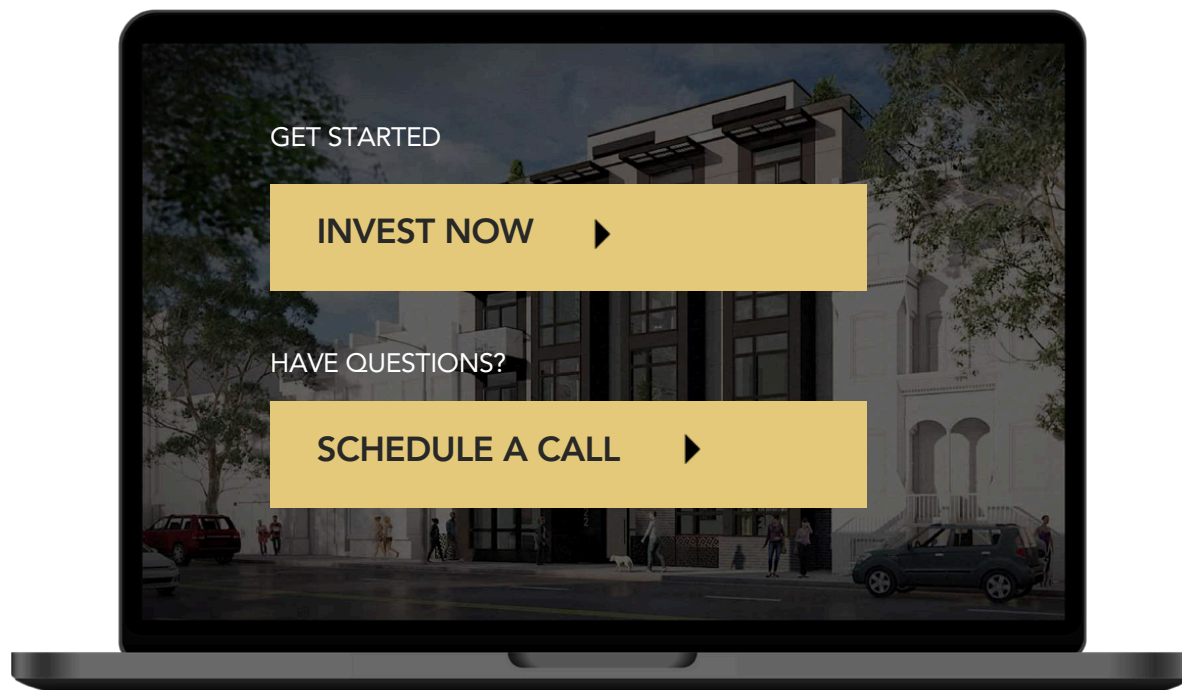 GET STARTED
INVEST NOW
HAVE QUESTIONS?
SCHEDULE A CALL